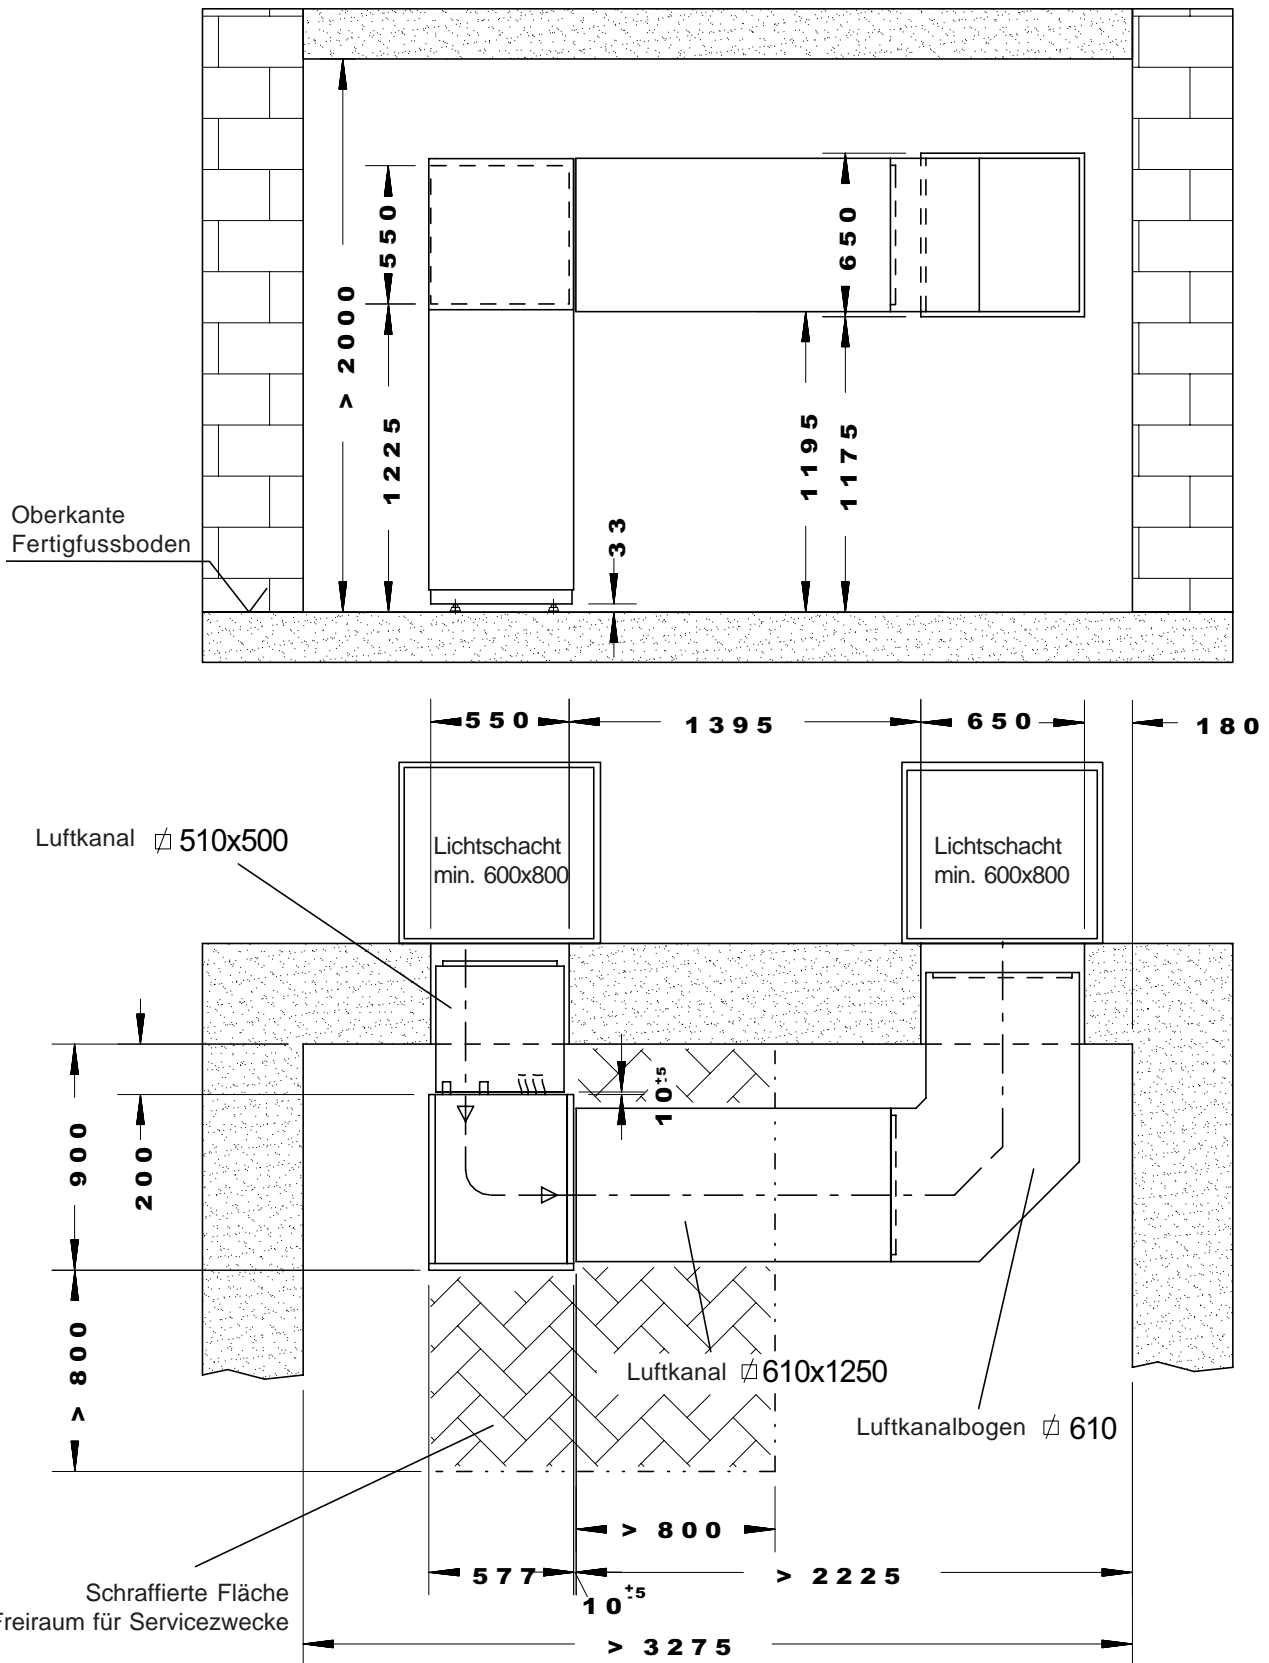 > 2000
550
1225
650
1195
1175
33
Oberkante
Fertigfussboden
550
1395
650
180
Luftkanal ⌷ 510x500
Lichtschacht
min. 600x800
Lichtschacht
min. 600x800
10 +5 -5
900
200
> 800
Luftkanal ⌷ 610x1250
Luftkanalbogen ⌷ 610
> 800
577
10 +5 -5
> 2225
Schraffierte Fläche
Freiraum für Servicezwecke
> 3275